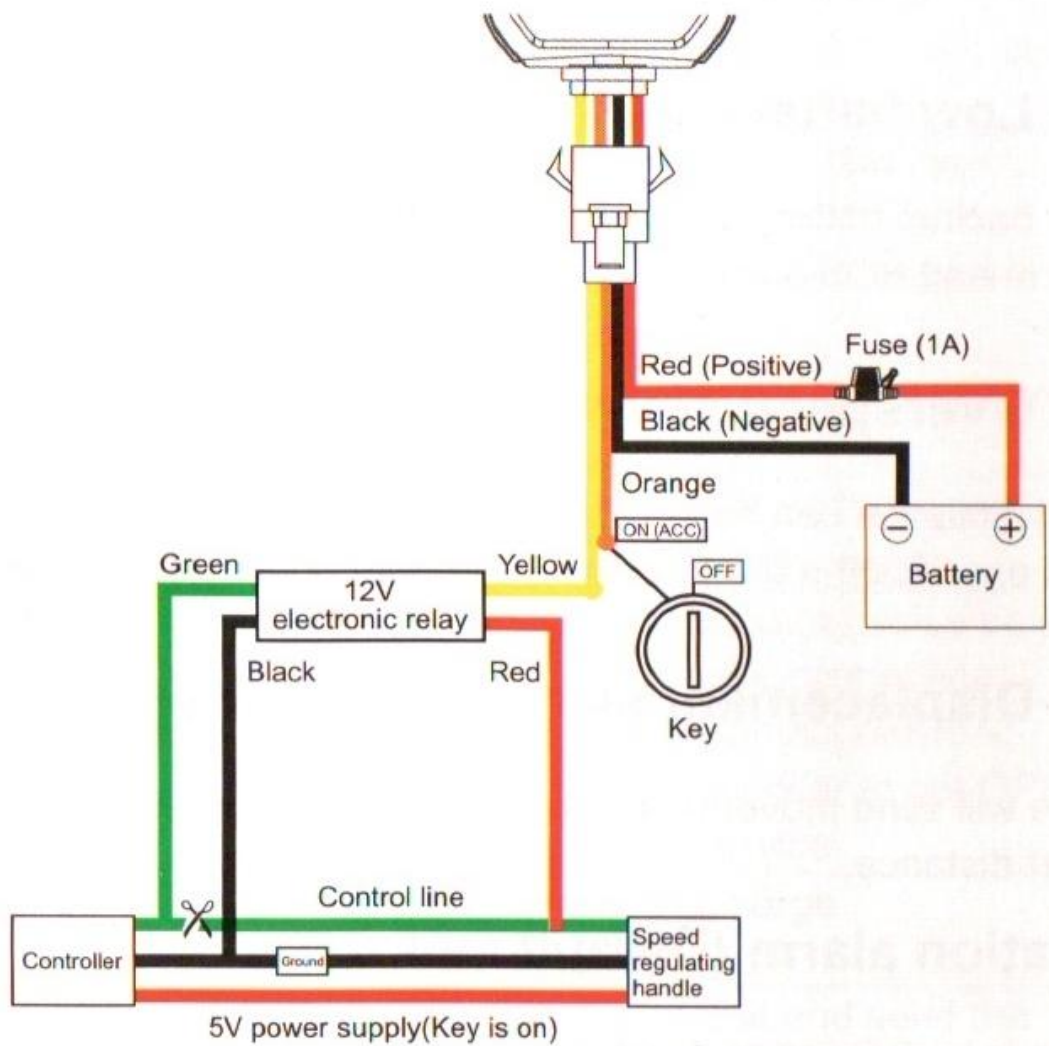 Fuse (1A)
Red (Positive)
Black (Negative)
Orange
ON (ACC)
OFF
Green
Yellow
12V
electronic relay
Battery
Black
Red
Key
Control line
Controller
Ground
Speed
regulating
handle
5V power supply(Key is on)